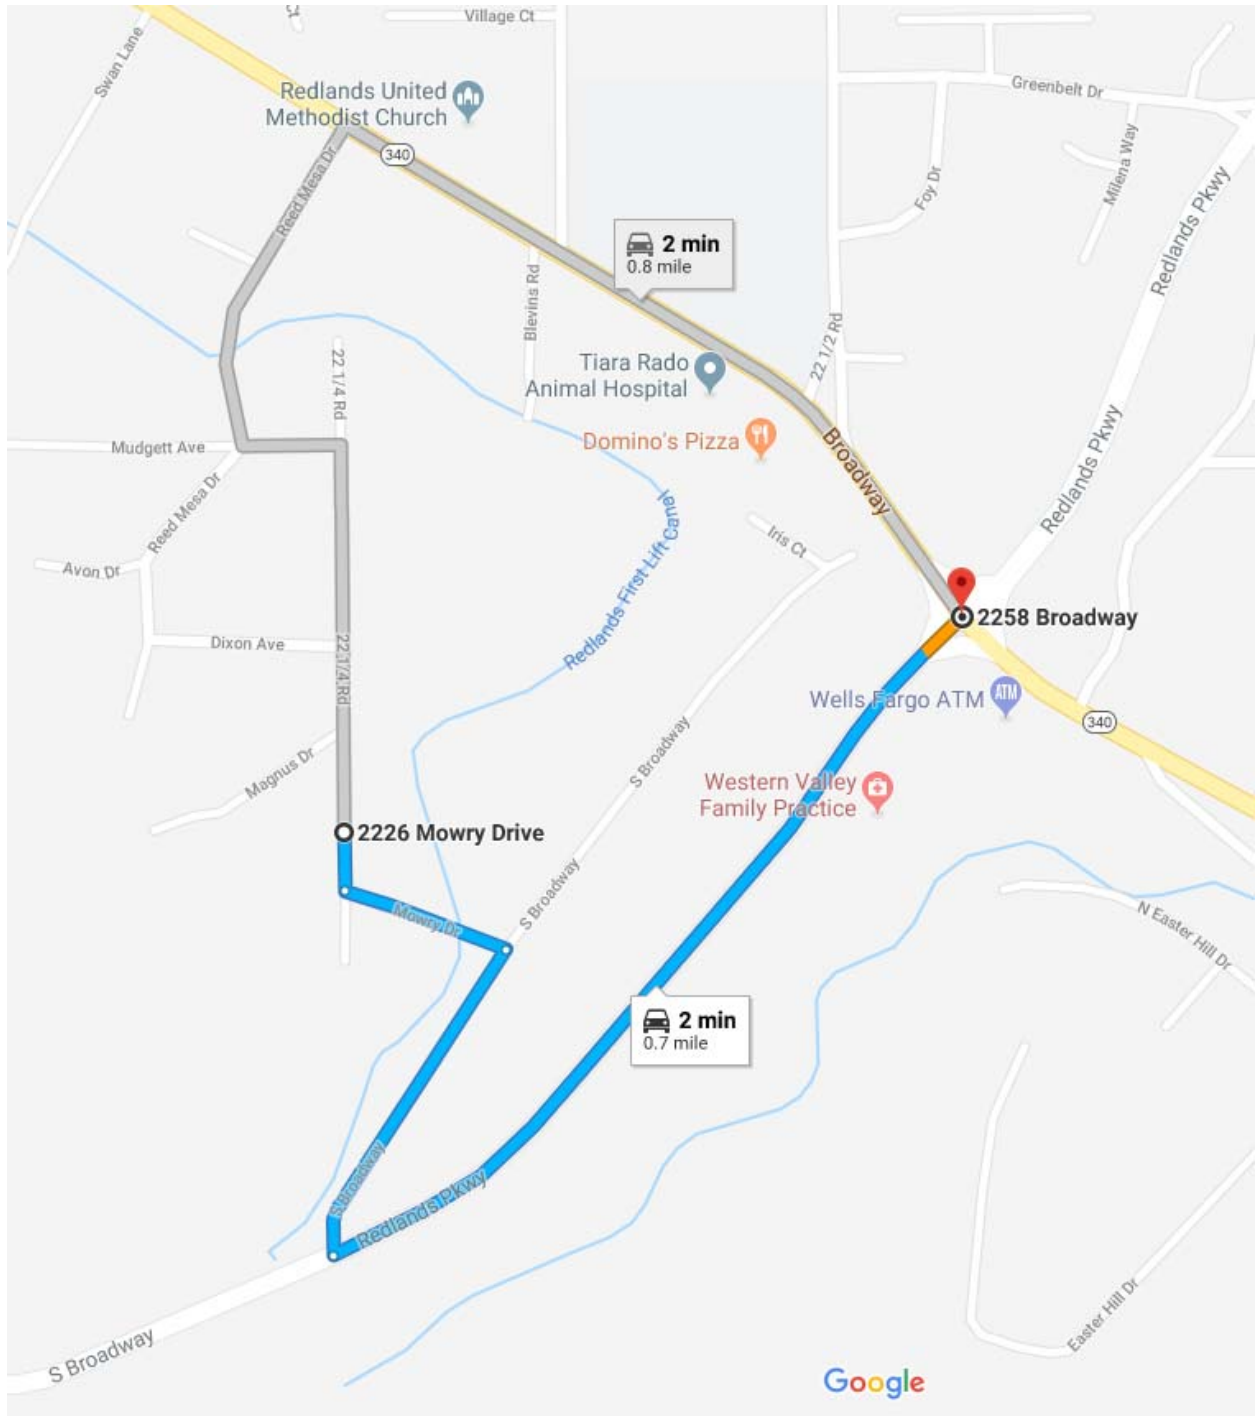 Ct
Village Ct
Swan Lane
Redlands United
Methodist Church
340
Greenbelt Dr
Milena Way
Foy Dr
Redlands Pkwy
Reed Mesa Dr
2 min
0.8 mile
Blevins Rd
22 1/2 Rd
22 1/4 Rd
Tiara Rado
Animal Hospital
Domino's Pizza
Broadway
Redlands Pkwy
Mudgett Ave
Reed Mesa Dr
Redlands First Lift Canal
Iris Ct
Avon Dr
2258 Broadway
Dixon Ave
22 1/4 Rd
Wells Fargo ATM
ATM
340
S Broadway
Magnus Dr
Western Valley
Family Practice
2226 Mowry Drive
S Broadway
Mowry Dr
N Easter Hill Dr
2 min
0.7 mile
S Broadway
Redlands Pkwy
Easter Hill Dr
S Broadway
Google